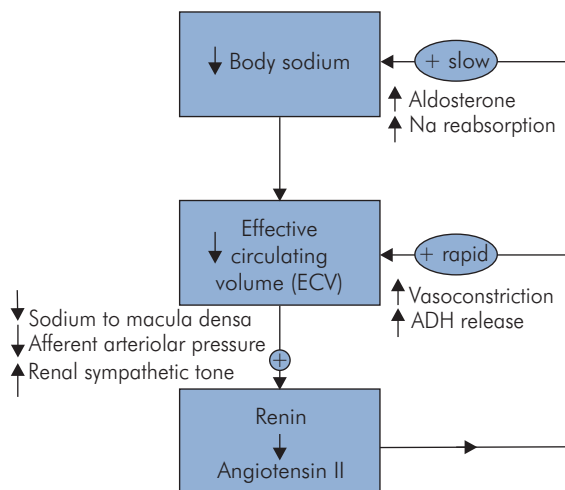 ↓ Body sodium
+ slow
↑ Aldosterone
↑ Na reabsorption
↓ Effective
circulating
volume (ECV)
+ rapid
↑ Vasoconstriction
↑ ADH release
↓ Sodium to macula densa
↓ Afferent arteriolar pressure
↑ Renal sympathetic tone
+
Renin
↓
Angiotensin II